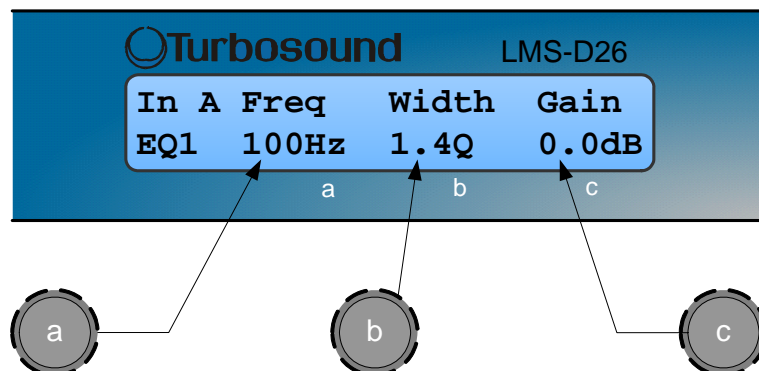 Turbosound LMS-D26
In A Freq Width Gain
EQ1 100Hz 1.4Q 0.0dB
a b c
a b c